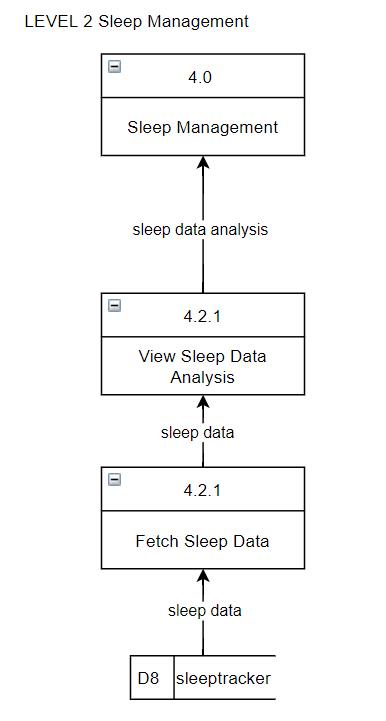 LEVEL 2 Sleep Management
4.0
Sleep Management
sleep data analysis
4.2.1
View Sleep Data
Analysis
sleep data
4.2.1
Fetch Sleep Data
sleep data
D8 sleeptracker